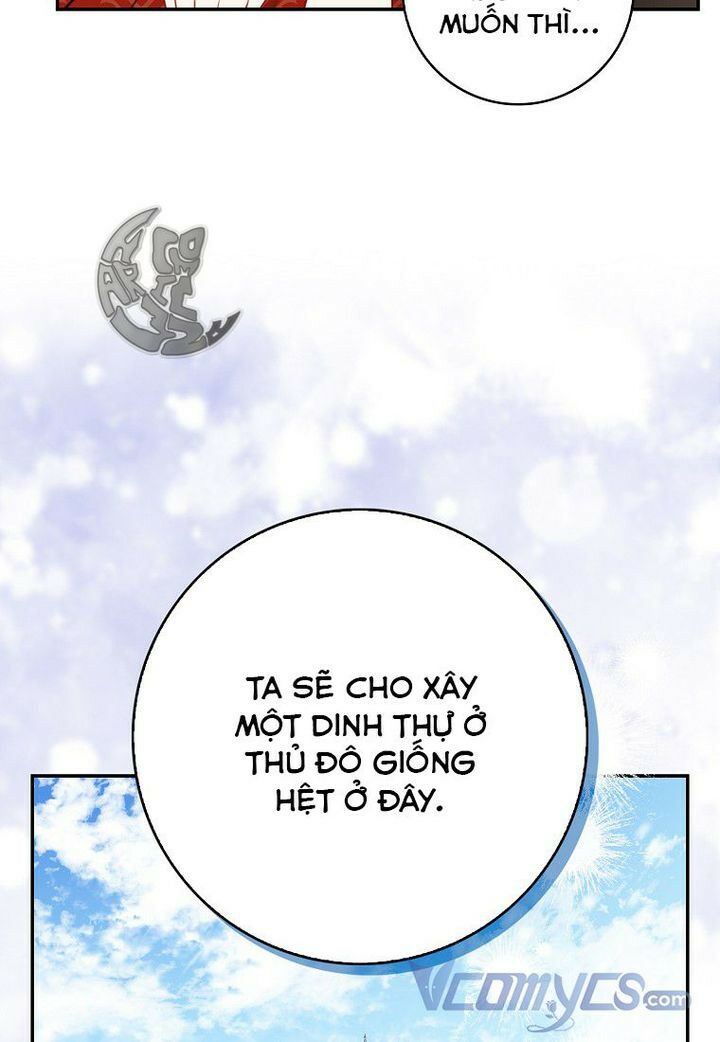 MUỐN THÌ...
TA SẼ CHO XÂY
MỘT DINH THỰ Ở
THỦ ĐÔ GIỐNG
HỆT Ở ĐÂY.
VCOMYCS.com